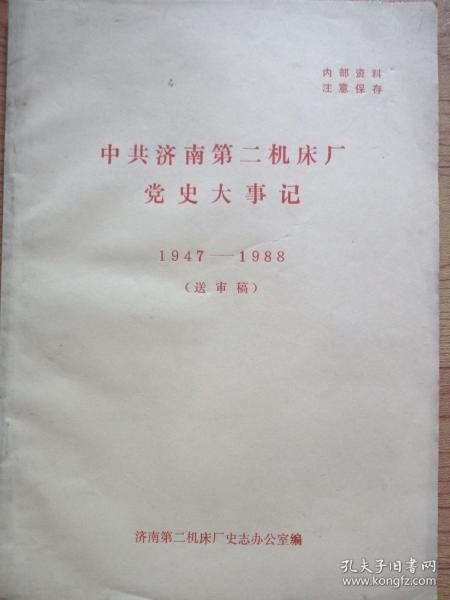 内部资料
注意保存
中共济南第二机床厂
党史大事记
1947—1988
（送审稿）
济南第二机床厂史志办公室编
孔夫子旧书网
www.kongfz.com